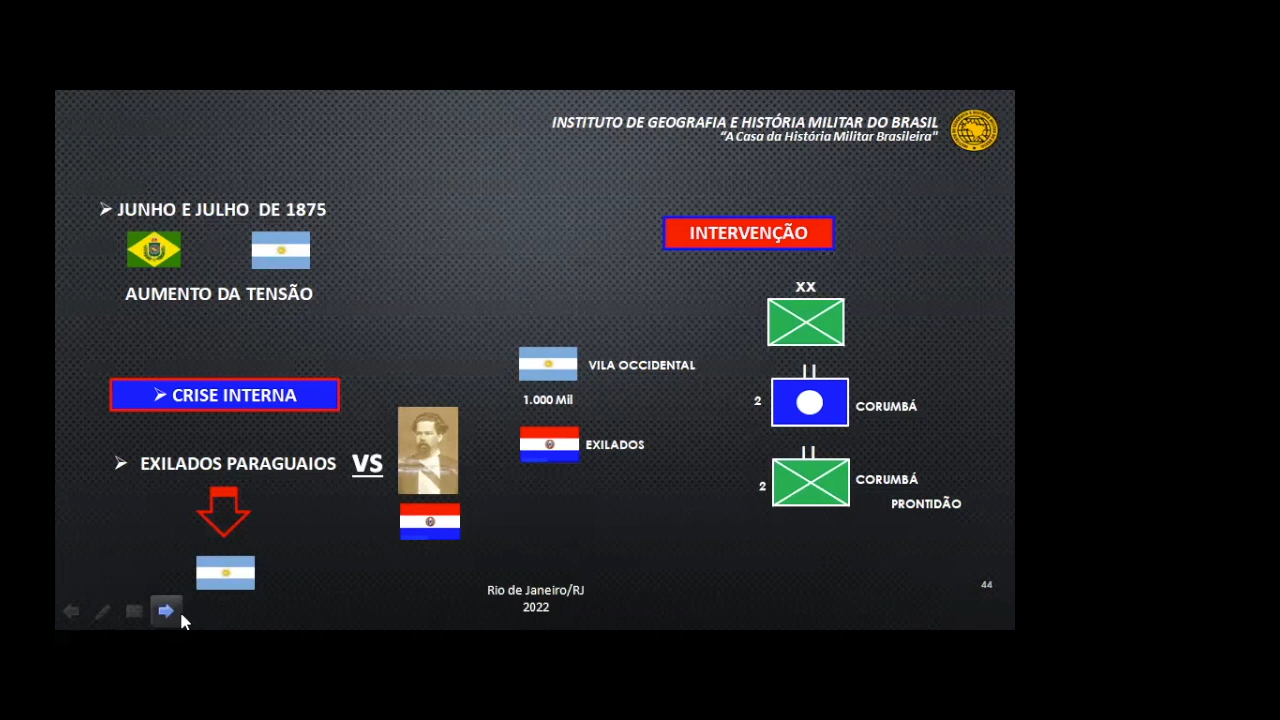 INSTITUTO DE GEOGRAFIA E HISTÓRIA MILITAR DO BRASIL
“A Casa da História Militar Brasileira"
JUNHO E JULHO DE 1875
AUMENTO DA TENSÃO
CRISE INTERNA
EXILADOS PARAGUAIOS VS
VILA OCCIDENTAL
1.000 Mil
EXILADOS
INTERVENÇÃO
XX
II
2 CORUMBÁ
II
2 CORUMBÁ
PRONTIDÃO
Rio de Janeiro/RJ
2022
44